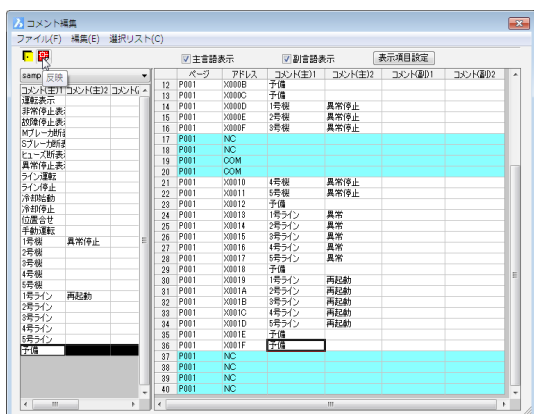 コメント編集
ファイル(F) 編集(E) 選択リスト(C)
反映
主言語表示 副言語表示 表示項目設定
samp
コメント(主)1 コメント(主)2 コメント(
運転表示
非常停止表
故障停止表
Mブレーカ断
Sブレーカ断
ヒューズ断表
異常停止表
ライン運転
ライン停止
冷却始動
冷却停止
位置合せ
手動運転
1号機 異常停止
2号機
3号機
4号機
5号機
1号ライン 再起動
2号ライン
3号ライン
4号ライン
5号ライン
予備
ページ アドレス コメント(主)1 コメント(主)2 コメント(副)1 コメント(副)2
12 P001 X000B 予備
13 P001 X000C 予備
14 P001 X000D 1号機 異常停止
15 P001 X000E 2号機 異常停止
16 P001 X000F 3号機 異常停止
17 P001 NC
18 P001 NC
19 P001 COM
20 P001 COM
21 P001 X0010 4号機 異常停止
22 P001 X0011 5号機 異常停止
23 P001 X0012 予備
24 P001 X0013 1号ライン 異常
25 P001 X0014 2号ライン 異常
26 P001 X0015 3号ライン 異常
27 P001 X0016 4号ライン 異常
28 P001 X0017 5号ライン 異常
29 P001 X0018 予備
30 P001 X0019 1号ライン 再起動
31 P001 X001A 2号ライン 再起動
32 P001 X001B 3号ライン 再起動
33 P001 X001C 4号ライン 再起動
34 P001 X001D 5号ライン 再起動
35 P001 X001E 予備
36 P001 X001F 予備
37 P001 NC
38 P001 NC
39 P001 NC
40 P001 NC